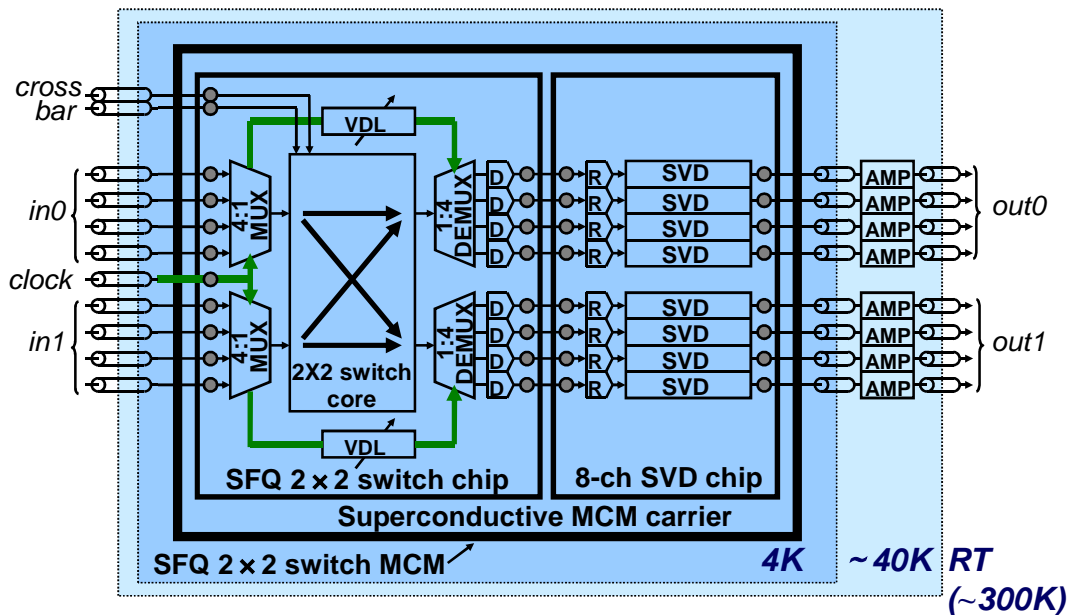 cross
bar
VDL
in0
4:1
MUX
1:4
DEMUX
D
D
D
D
R
R
R
R
SVD
SVD
SVD
SVD
AMP
AMP
AMP
AMP
out0
clock
in1
4:1
MUX
2X2 switch
core
1:4
DEMUX
D
D
D
D
R
R
R
R
SVD
SVD
SVD
SVD
AMP
AMP
AMP
AMP
out1
VDL
SFQ 2 × 2 switch chip
8-ch SVD chip
Superconductive MCM carrier
SFQ 2 × 2 switch MCM
4K
~40K
RT
(~300K)